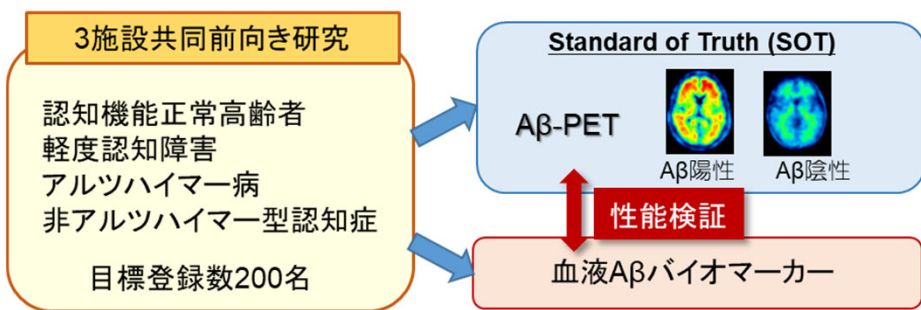 3施設共同前向き研究
認知機能正常高齢者
軽度認知障害
アルツハイマー病
非アルツハイマー型認知症
目標登録数200名
Standard of Truth (SOT)
Aβ-PET
Aβ陽性
Aβ陰性
性能検証
血液Aβバイオマーカー